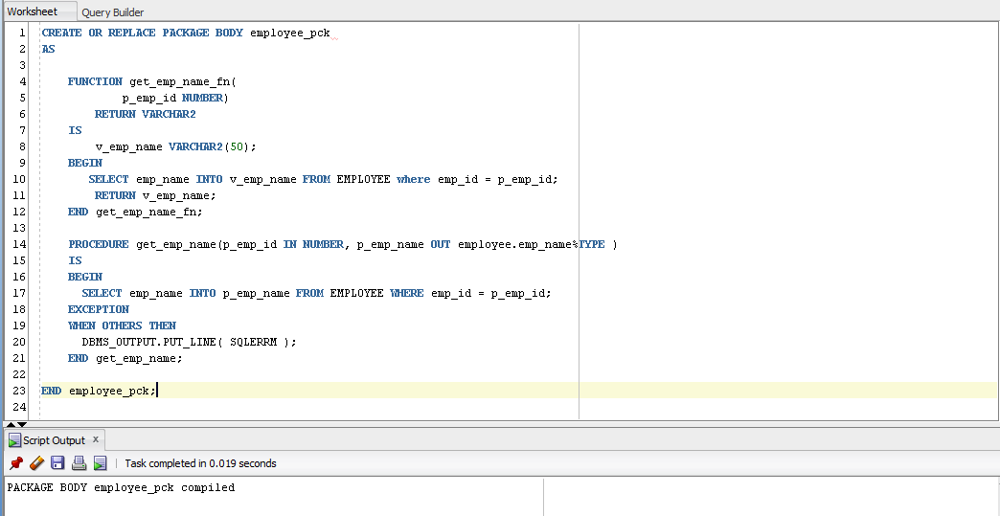 Worksheet Query Builder
1 CREATE OR REPLACE PACKAGE BODY employee_pck
2 AS
3
4 FUNCTION get_emp_name_fn(
5 p_emp_id NUMBER)
6 RETURN VARCHAR2
7 IS
8 v_emp_name VARCHAR2(50);
9 BEGIN
10 SELECT emp_name INTO v_emp_name FROM EMPLOYEE where emp_id = p_emp_id;
11 RETURN v_emp_name;
12 END get_emp_name_fn;
13
14 PROCEDURE get_emp_name(p_emp_id IN NUMBER, p_emp_name OUT employee.emp_name%TYPE )
15 IS
16 BEGIN
17 SELECT emp_name INTO p_emp_name FROM EMPLOYEE WHERE emp_id = p_emp_id;
18 EXCEPTION
19 WHEN OTHERS THEN
20 DBMS_OUTPUT.PUT_LINE( SQLERRM );
21 END get_emp_name;
22
23 END employee_pck;
24
Script Output x
Task completed in 0.019 seconds
PACKAGE BODY employee_pck compiled